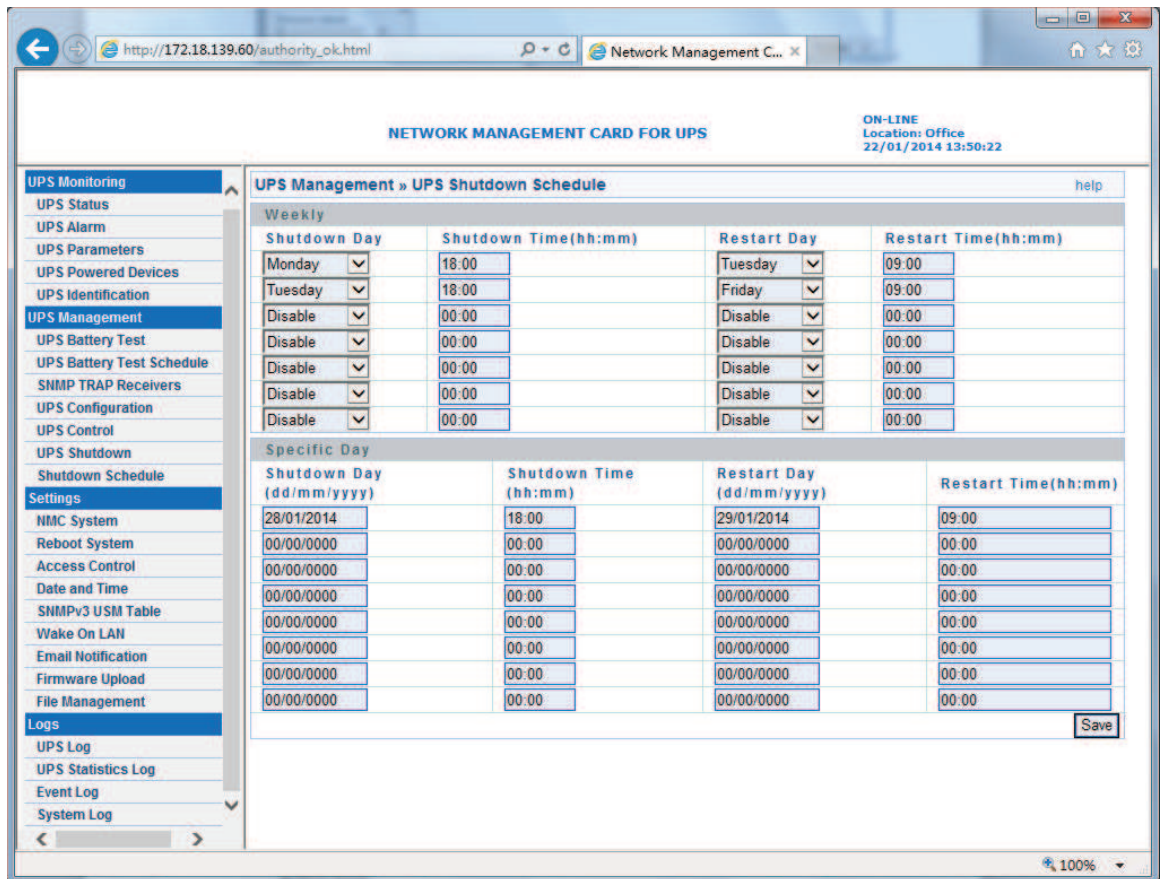 http://172.18.139.60/authority_ok.html
Network Management C...
NETWORK MANAGEMENT CARD FOR UPS
ON-LINE
Location: Office
22/01/2014 13:50:22
UPS Monitoring
UPS Status
UPS Alarm
UPS Parameters
UPS Powered Devices
UPS Identification
UPS Management
UPS Battery Test
UPS Battery Test Schedule
SNMP TRAP Receivers
UPS Configuration
UPS Control
UPS Shutdown
Shutdown Schedule
Settings
NMC System
Reboot System
Access Control
Date and Time
SNMPv3 USM Table
Wake On LAN
Email Notification
Firmware Upload
File Management
Logs
UPS Log
UPS Statistics Log
Event Log
System Log
UPS Management » UPS Shutdown Schedule help
Weekly
Shutdown Day Shutdown Time(hh:mm) Restart Day Restart Time(hh:mm)
Monday 18:00 Tuesday 09:00
Tuesday 18:00 Friday 09:00
Disable 00:00 Disable 00:00
Disable 00:00 Disable 00:00
Disable 00:00 Disable 00:00
Disable 00:00 Disable 00:00
Disable 00:00 Disable 00:00
Specific Day
Shutdown Day Shutdown Time Restart Day Restart Time(hh:mm)
(dd/mm/yyyy) (hh:mm) (dd/mm/yyyy)
28/01/2014 18:00 29/01/2014 09:00
00/00/0000 00:00 00/00/0000 00:00
00/00/0000 00:00 00/00/0000 00:00
00/00/0000 00:00 00/00/0000 00:00
00/00/0000 00:00 00/00/0000 00:00
00/00/0000 00:00 00/00/0000 00:00
00/00/0000 00:00 00/00/0000 00:00
00/00/0000 00:00 00/00/0000 00:00
Save
100%